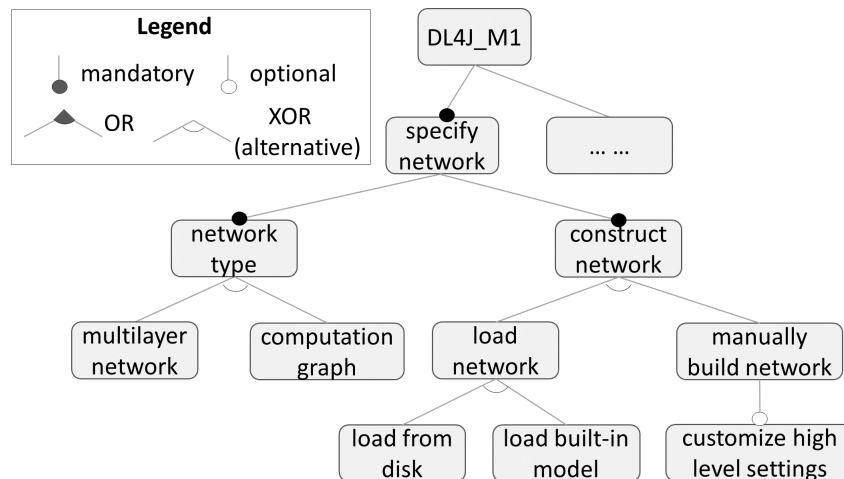 Legend
mandatory
optional
OR
XOR
(alternative)
DL4J_M1
specify
network
... ...
network
type
construct
network
multilayer
network
computation
graph
load
network
manually
build network
load from
disk
load built-in
model
customize high
level settings